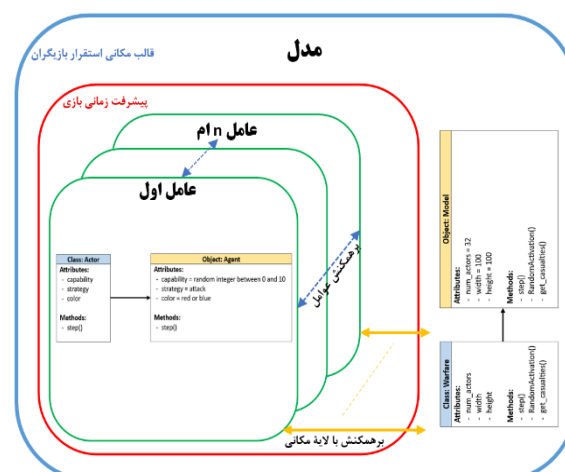 مدل
قالب مکانی استقرار بازیگران
پیشرفت زمانی بازی
عامل n ام
عامل اول
Class: Actor
Attributes:
- capability
- strategy
- color
Methods:
- step()
Object: Agent
Attributes:
- capability = random integer between 0 and 10
- strategy = attack
- color = red or blue
Methods:
- step()
برهمکنش عوامل
برهمکنش با لایۀ مکانی
Object: Model
Attributes:
- num_actors = 32
- width = 100
- height = 100
Methods:
- step()
- RandomActivation()
- get_casualties()
Class: Warfare
Attributes:
- num_actors
- width
- height
Methods:
- step()
- RandomActivation()
- get_casualties()